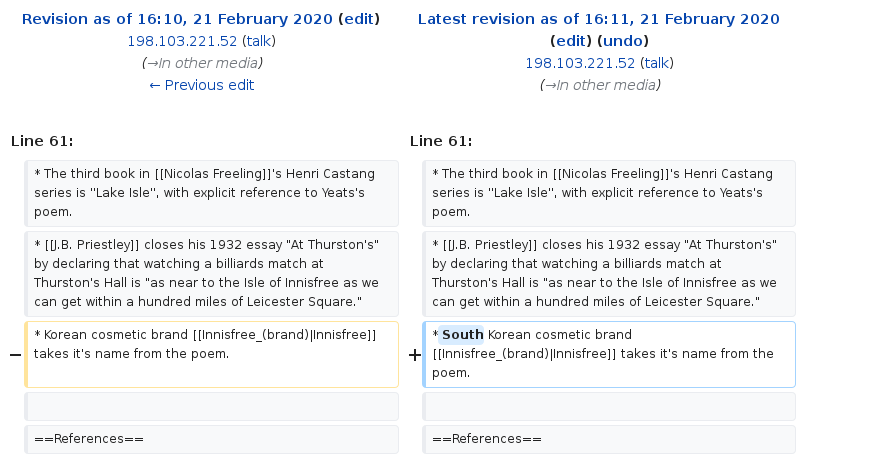 Revision as of 16:10, 21 February 2020 (edit)
198.103.221.52 (talk)
(→In other media)
← Previous edit
Latest revision as of 16:11, 21 February 2020
(edit) (undo)
198.103.221.52 (talk)
(→In other media)
Line 61:
Line 61:
* The third book in [[Nicolas Freeling]]'s Henri Castang
series is ''Lake Isle'', with explicit reference to Yeats's
poem.
* The third book in [[Nicolas Freeling]]'s Henri Castang
series is ''Lake Isle'', with explicit reference to Yeats's
poem.
* [[J.B. Priestley]] closes his 1932 essay "At Thurston's"
by declaring that watching a billiards match at
Thurston's Hall is "as near to the Isle of Innisfree as we
can get within a hundred miles of Leicester Square."
* [[J.B. Priestley]] closes his 1932 essay "At Thurston's"
by declaring that watching a billiards match at
Thurston's Hall is "as near to the Isle of Innisfree as we
can get within a hundred miles of Leicester Square."
− * Korean cosmetic brand [[Innisfree_(brand)|Innisfree]]
takes it's name from the poem.
+ * South Korean cosmetic brand
[[Innisfree_(brand)|Innisfree]] takes it's name from the
poem.
==References==
==References==